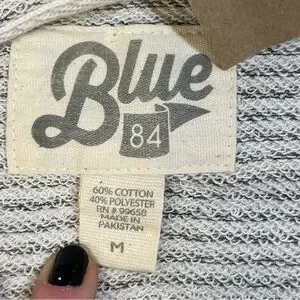 Blue
84
60% COTTON
40% POLYESTER
RN # 99658
MADE IN
PAKISTAN
M